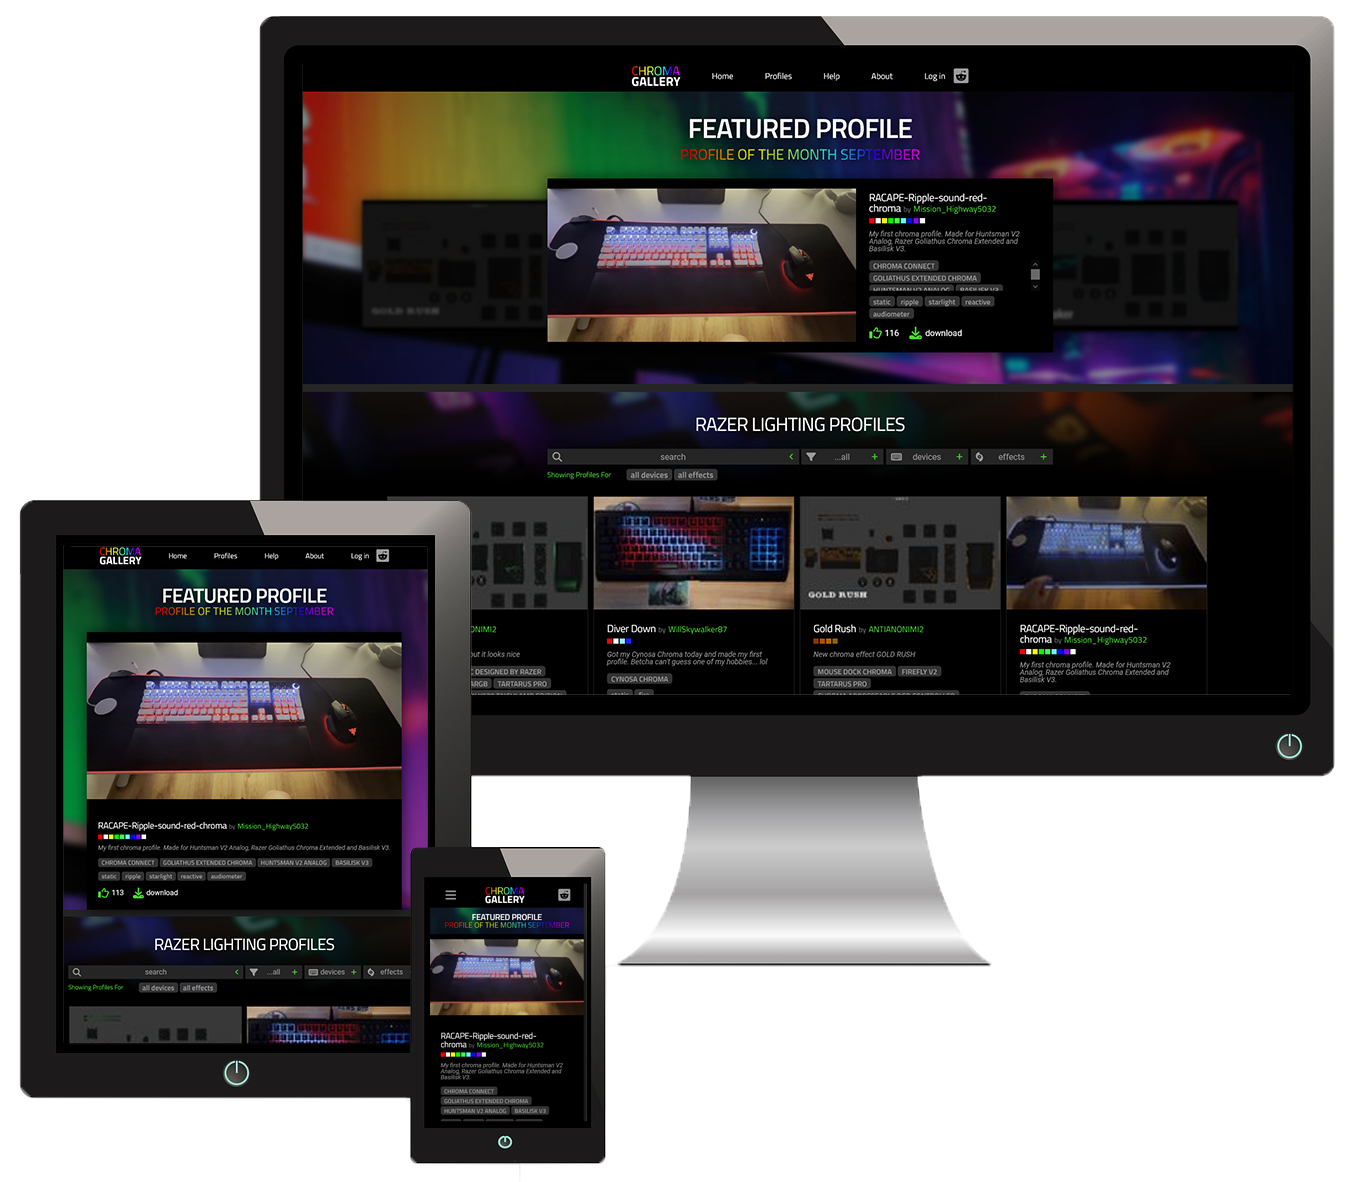 CHROMA
GALLERY
Home
Profiles
Help
About
Log in
FEATURED PROFILE
PROFILE OF THE MONTH SEPTEMBER
GOLD RUSH
RACAPE-Ripple-sound-red-
chroma by Mission_Highway5032
My first chroma profile. Made for Huntsman V2
Analog, Razer Goliathus Chroma Extended and
Basilisk V3.
CHROMA CONNECT
GOLIATHUS EXTENDED CHROMA
HUNTSMAN V2 ANALOG BASILISK V3
static ripple starlight reactive
audiometer
116 download
RAZER LIGHTING PROFILES
search
...all +
devices +
effects +
Showing Profiles For all devices all effects
ANONIMI2
but it looks nice
DESIGNED BY RAZER
ARGB TARTARUS PRO
Diver Down by WillSkywalker87
Got my Cynosa Chroma today and made my first
profile. Betcha can't guess one of my hobbies... lol
CYNOSA CHROMA
static fire
GOLD RUSH
Gold Rush by ANTIANONIMI2
New chroma effect GOLD RUSH
MOUSE DOCK CHROMA FIREFLY V2
TARTARUS PRO
CHROMA ADDRESSABLE RGB CONTROLLER
RACAPE-Ripple-sound-red-
chroma by Mission_Highway5032
My first chroma profile. Made for Huntsman V2
Analog, Razer Goliathus Chroma Extended and
Basilisk V3.
CHROMA
GALLERY
Home
Profiles
Help
About
Log in
FEATURED PROFILE
PROFILE OF THE MONTH SEPTEMBER
RACAPE-Ripple-sound-red-chroma by Mission_Highway5032
My first chroma profile. Made for Huntsman V2 Analog, Razer Goliathus Chroma Extended and Basilisk V3.
CHROMA CONNECT GOLIATHUS EXTENDED CHROMA HUNTSMAN V2 ANALOG BASILISK V3
static ripple starlight reactive audiometer
113 download
RAZER LIGHTING PROFILES
search
...all +
devices +
effects
Showing Profiles For all devices all effects
CHROMA
GALLERY
FEATURED PROFILE
PROFILE OF THE MONTH SEPTEMBER
RACAPE-Ripple-sound-red-
chroma by Mission_Highway5032
My first chroma profile. Made for Huntsman V2
Analog, Razer Goliathus Chroma Extended and
Basilisk V3.
CHROMA CONNECT
GOLIATHUS EXTENDED CHROMA
HUNTSMAN V2 ANALOG BASILISK V3